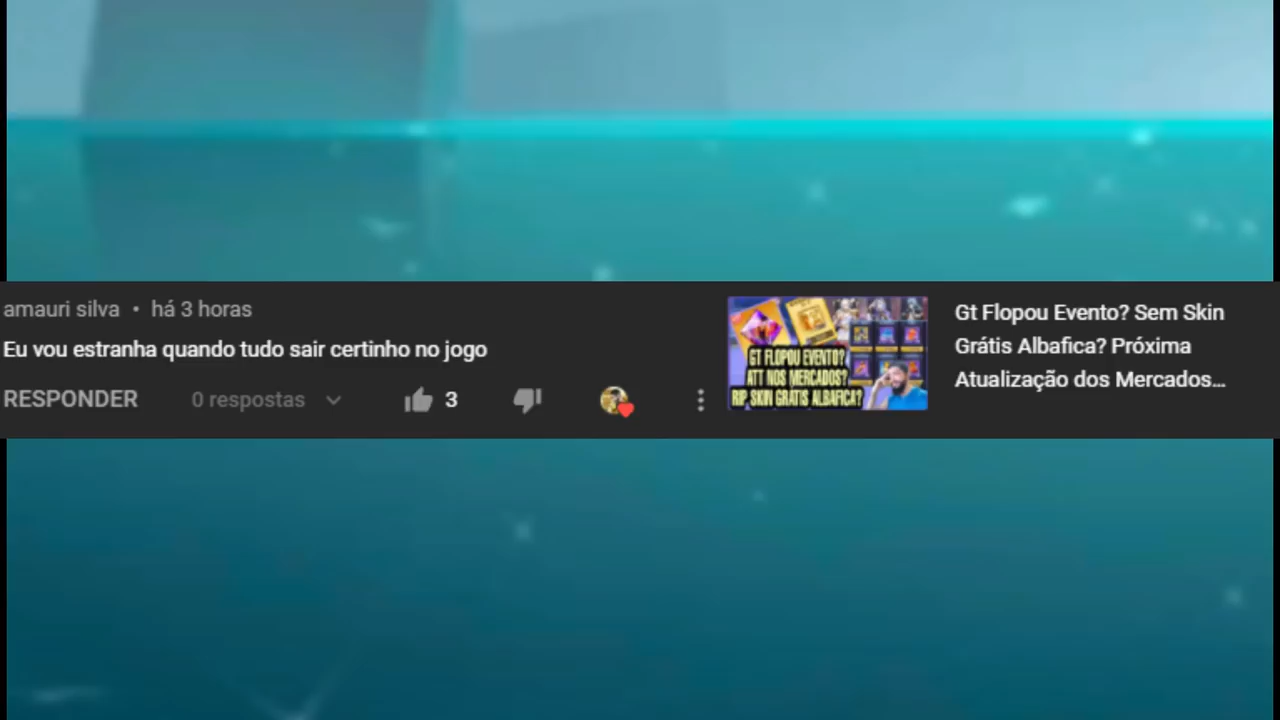 amauri silva • há 3 horas
Eu vou estranha quando tudo sair certinho no jogo
RESPONDER 0 respostas 3
GT FLOPOU EVENTO?
ATT NOS MERCADOS?
RIP SKIN GRATIS ALBAFICA?
Gt Flopou Evento? Sem Skin
Grátis Albafica? Próxima
Atualização dos Mercados...